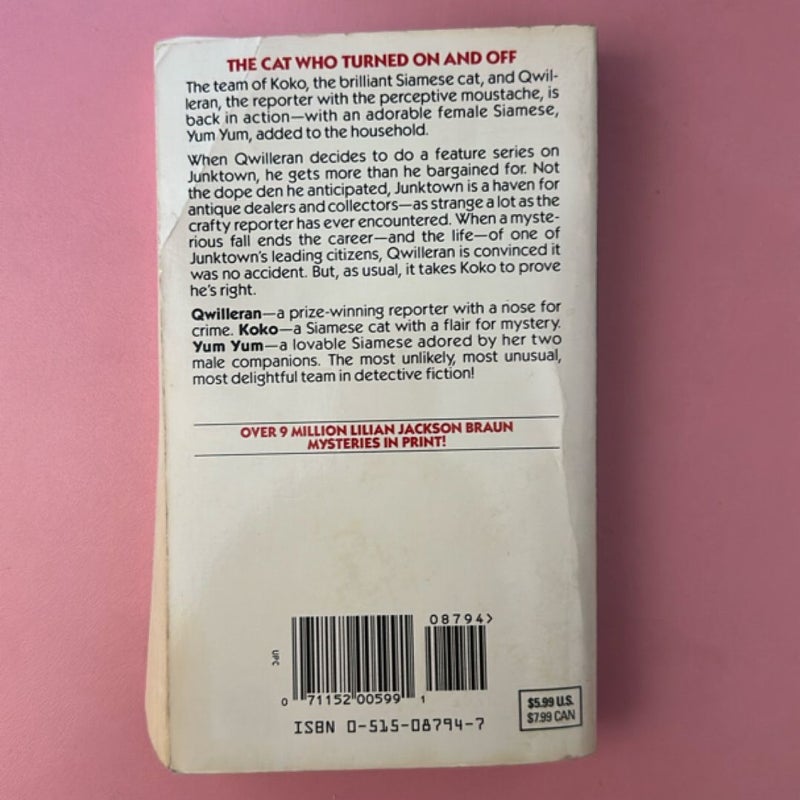 THE CAT WHO TURNED ON AND OFF
The team of Koko, the brilliant Siamese cat, and Qwil-
leran, the reporter with the perceptive moustache, is
back in action—with an adorable female Siamese,
Yum Yum, added to the household.
When Qwilleran decides to do a feature series on
Junktown, he gets more than he bargained for. Not
the dope den he anticipated, Junktown is a haven for
antique dealers and collectors—as strange a lot as the
crafty reporter has ever encountered. When a myste-
rious fall ends the career—and the life—of one of
Junktown's leading citizens, Qwilleran is convinced it
was no accident. But, as usual, it takes Koko to prove
he's right.
Qwilleran—a prize-winning reporter with a nose for
crime. Koko—a Siamese cat with a flair for mystery.
Yum Yum—a lovable Siamese adored by her two
male companions. The most unlikely, most unusual,
most delightful team in detective fiction!
OVER 9 MILLION LILIAN JACKSON BRAUN
MYSTERIES IN PRINT!
08794>
UPC
0 71152 00599 1
ISBN 0-515-08794-7
$5.99 U.S.
$7.99 CAN